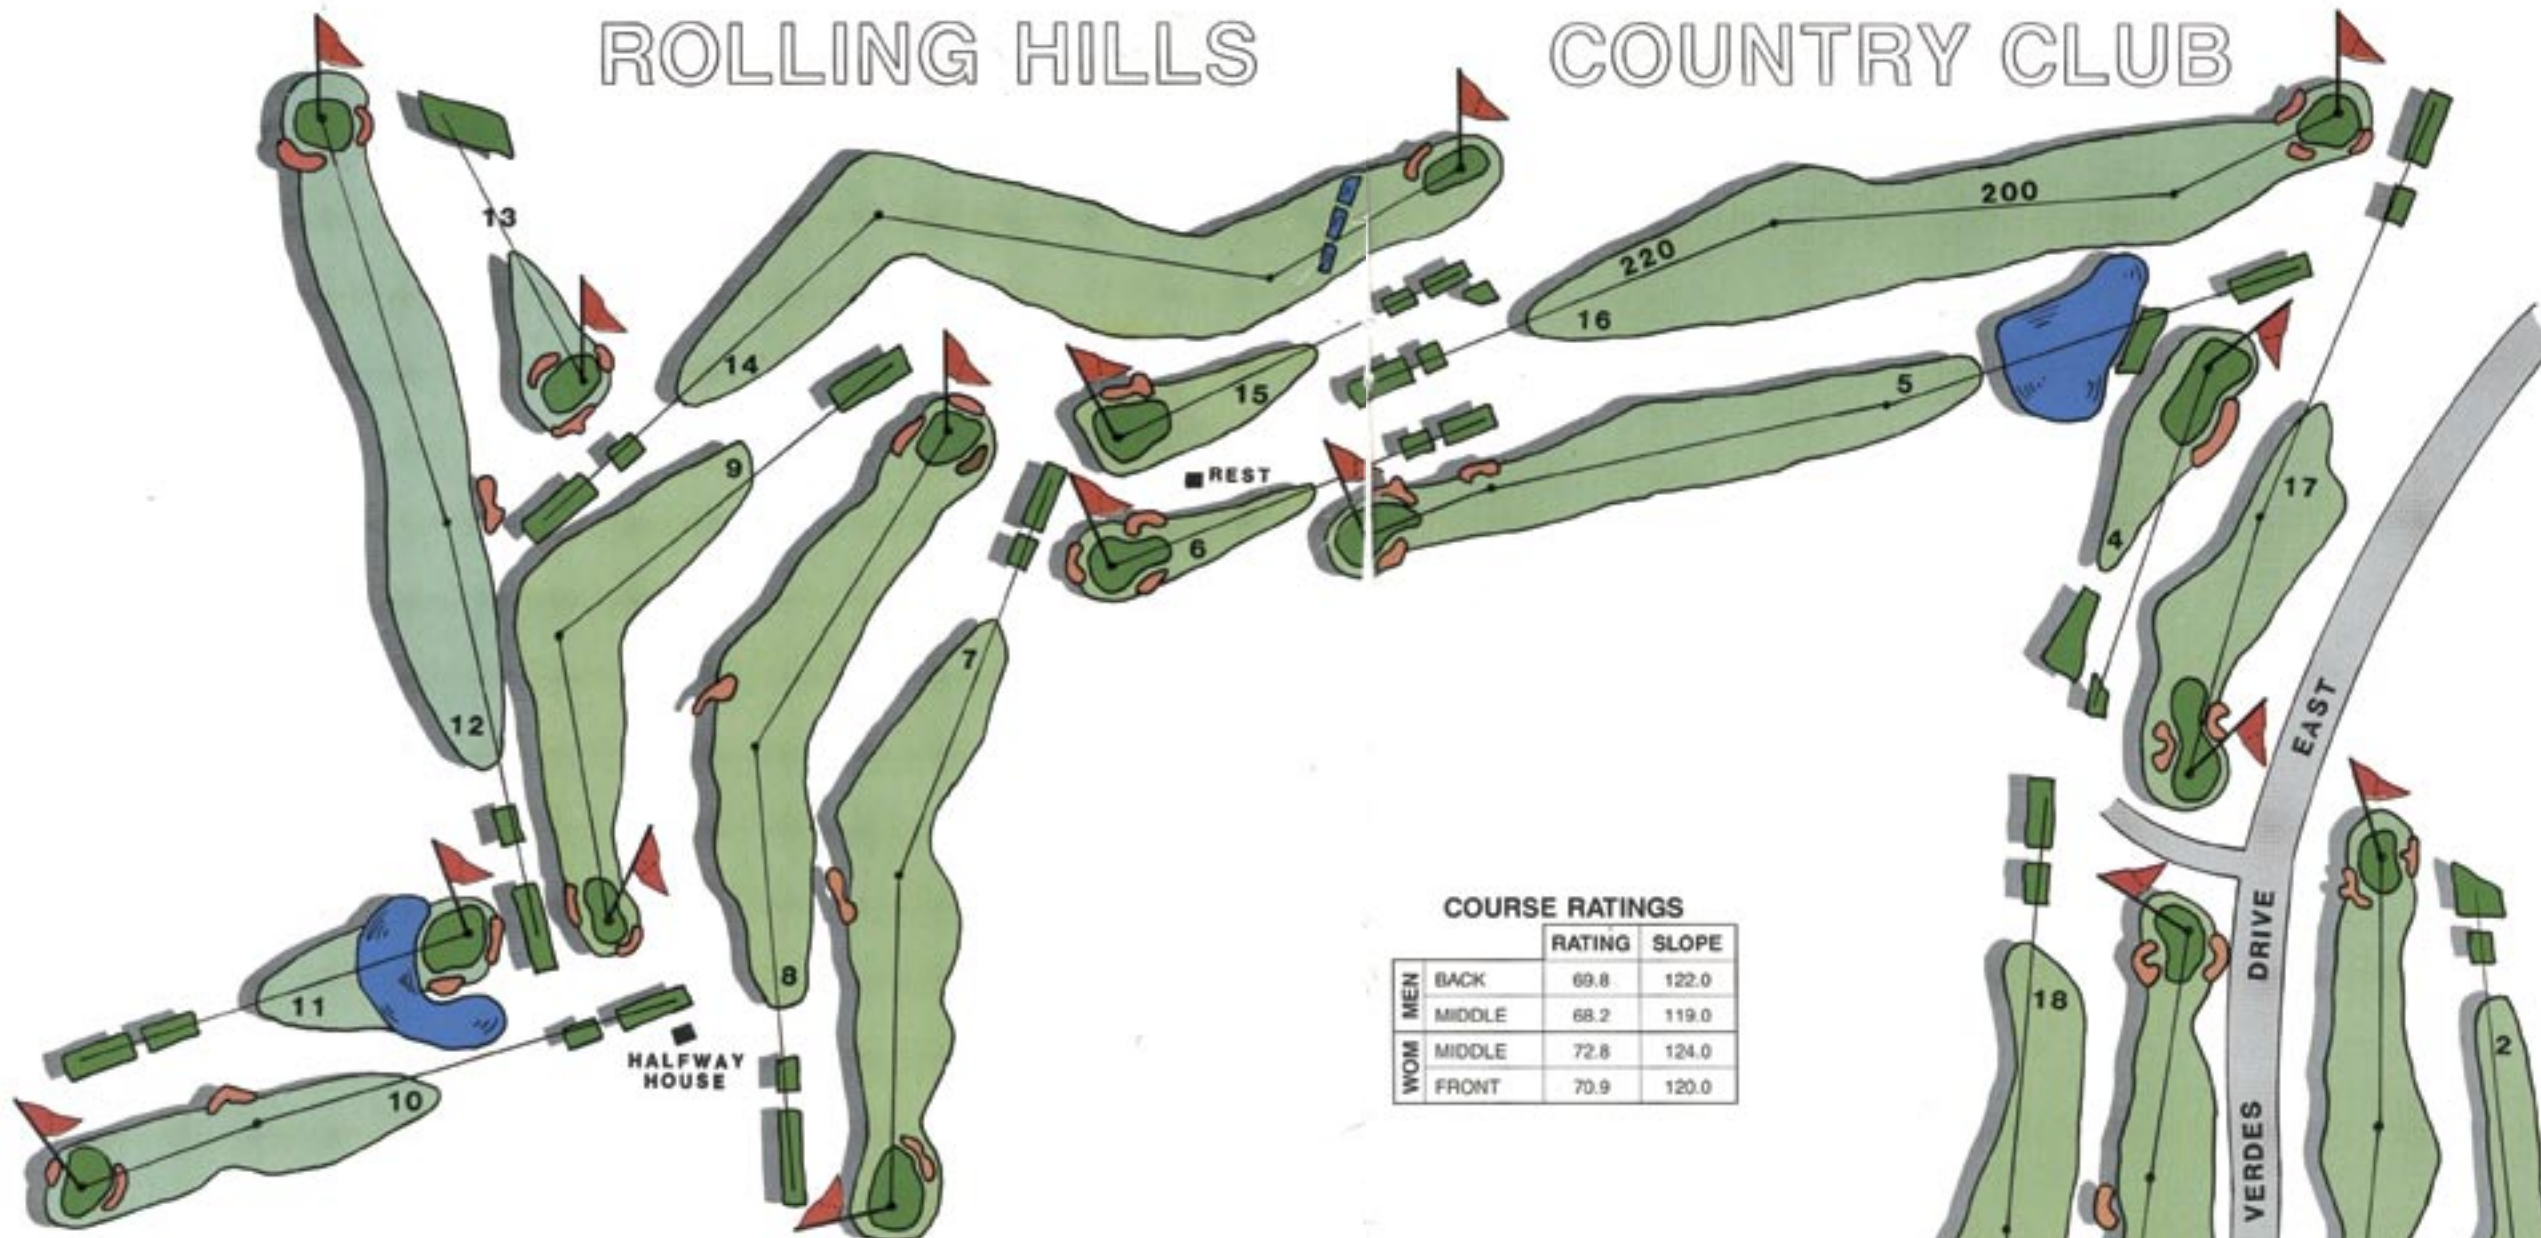 ROLLING HILLS COUNTRY CLUB
13
14
15
16
220
200
5
9
REST
6
17
4
7
12
EAST
8
11
HALFWAY
HOUSE
10
COURSE RATINGS
RATING SLOPE
MEN
BACK 69.8 122.0
MIDDLE 68.2 119.0
WOM
MIDDLE 72.8 124.0
FRONT 70.9 120.0
18
DRIVE
2
VERDES